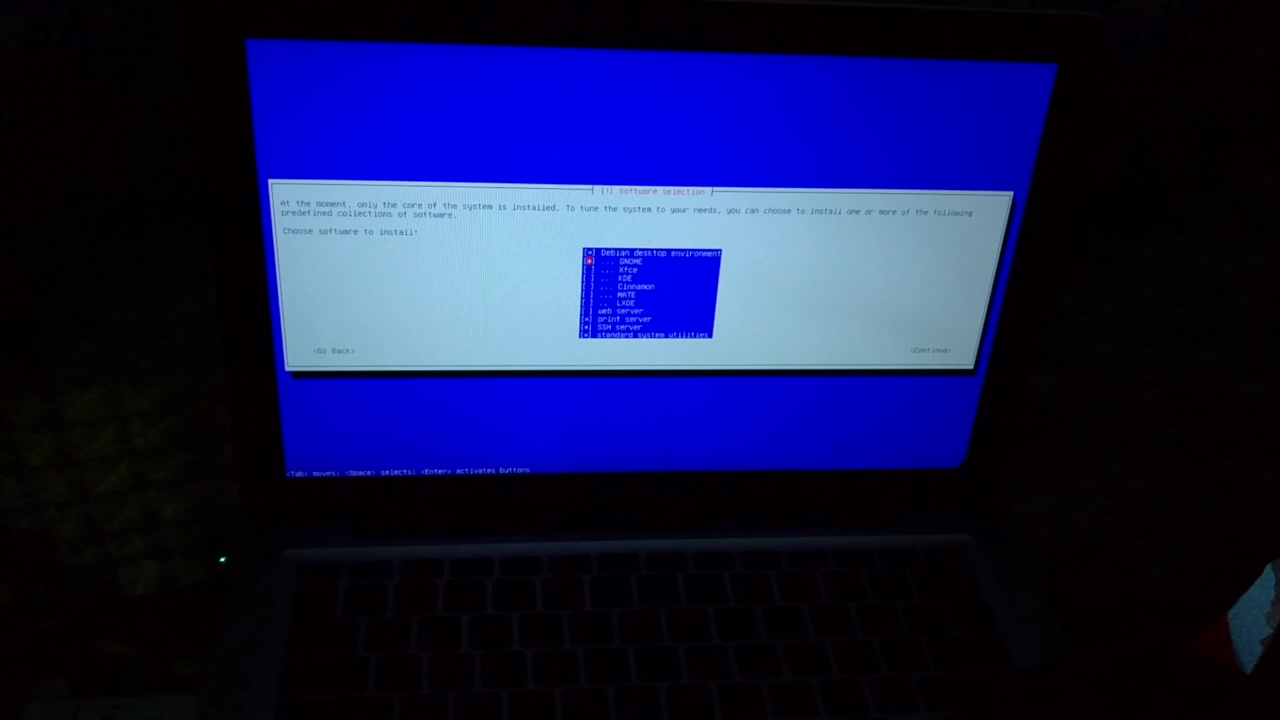 [!] Software selection
At the moment, only the core of the system is installed. To tune the system to your needs, you can choose to install one or more of the following
predefined collections of software.
Choose software to install:
[*] Debian desktop environment
[*] ... GNOME
[ ] ... Xfce
[ ] ... KDE
[ ] ... Cinnamon
[ ] ... MATE
[ ] ... LXDE
[ ] web server
[*] print server
[*] SSH server
[*] standard system utilities
<Go Back>
<Continue>
<Tab> moves; <Space> selects; <Enter> activates buttons